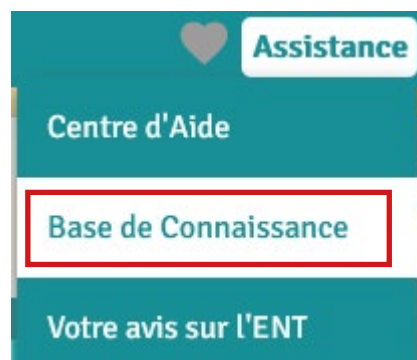 Assistance
Centre d'Aide
Base de Connaissance
Votre avis sur l'ENT